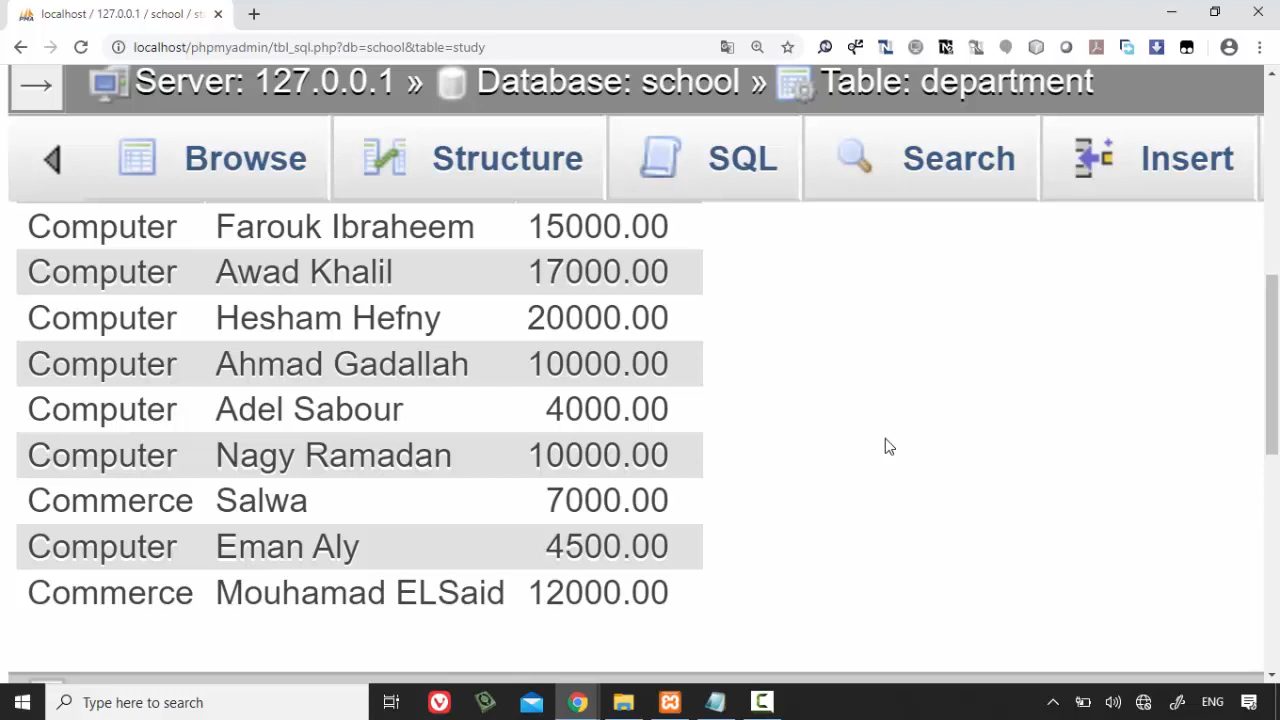 localhost / 127.0.0.1 / school / st
localhost/phpmyadmin/tbl_sql.php?db=school&table=study
Server: 127.0.0.1 » Database: school » Table: department
Browse Structure SQL Search Insert
Computer Farouk Ibraheem 15000.00
Computer Awad Khalil 17000.00
Computer Hesham Hefny 20000.00
Computer Ahmad Gadallah 10000.00
Computer Adel Sabour 4000.00
Computer Nagy Ramadan 10000.00
Commerce Salwa 7000.00
Computer Eman Aly 4500.00
Commerce Mouhamad ELSaid 12000.00
Type here to search
ENG